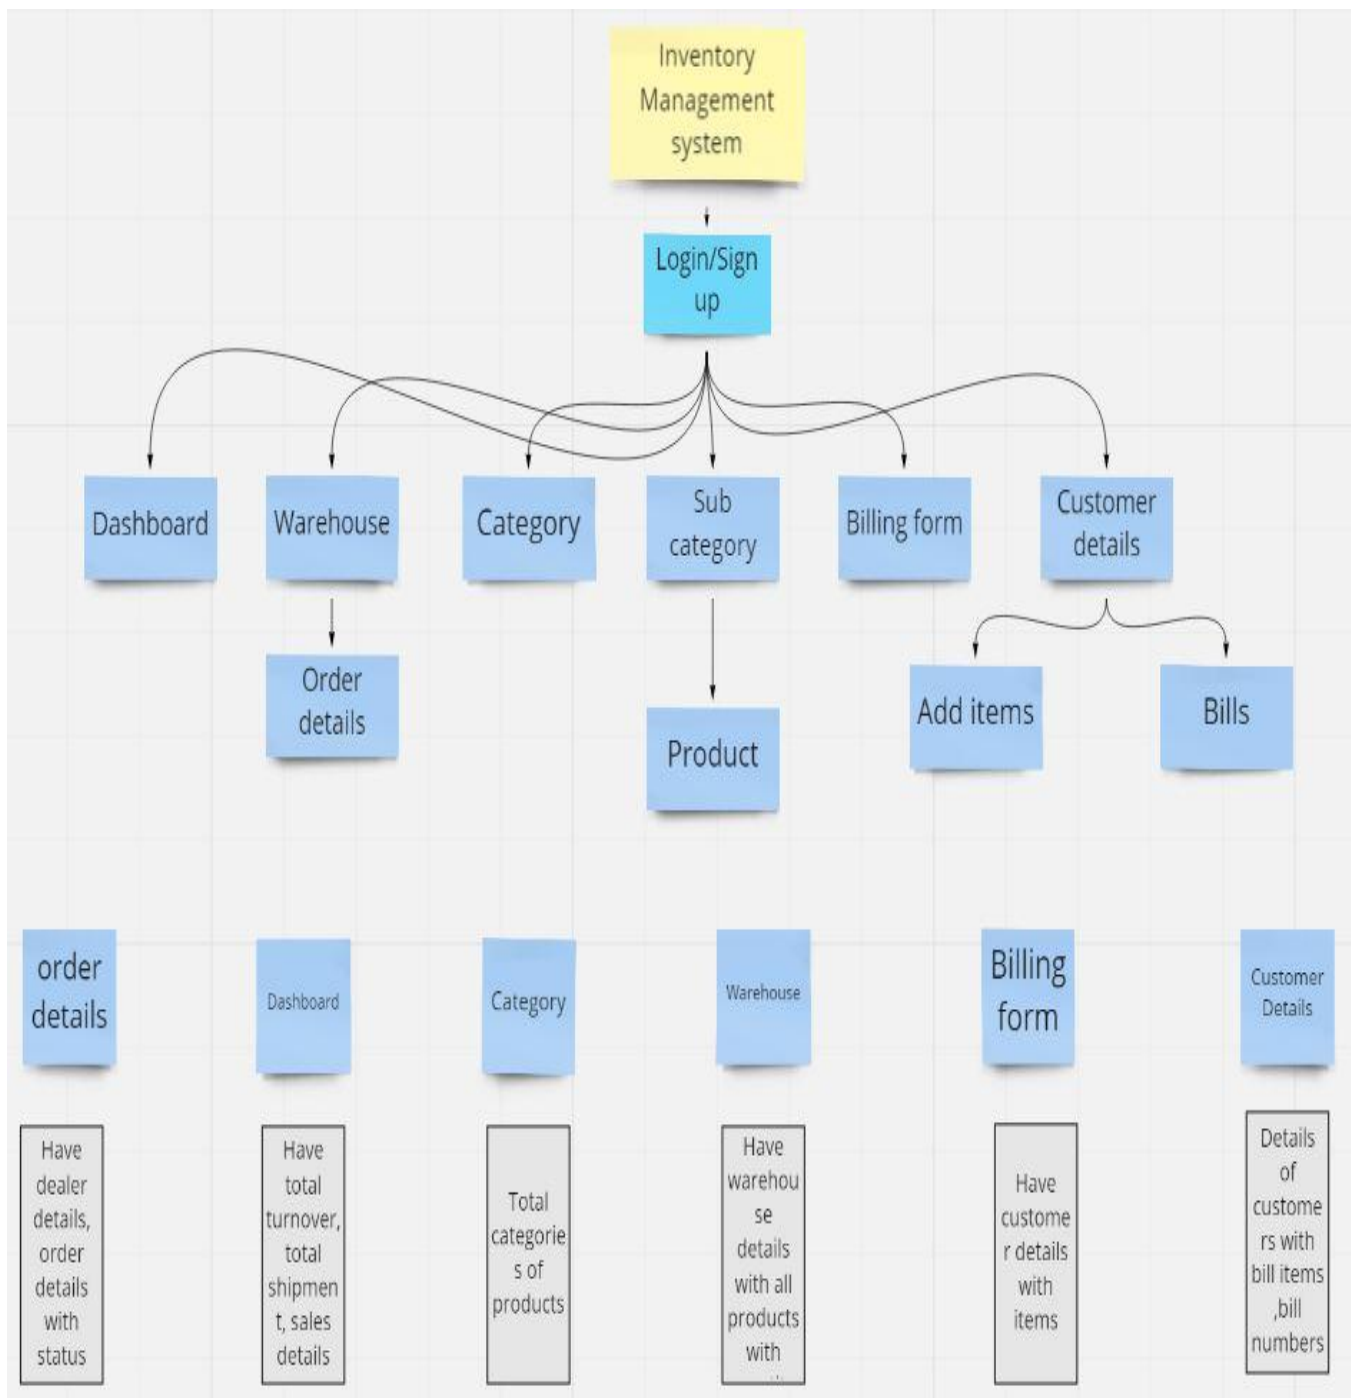 Inventory
Management
system
Login/Sign
up
Dashboard
Warehouse
Category
Sub
category
Billing form
Customer
details
Order
details
Product
Add items
Bills
order
details
Dashboard
Category
Warehouse
Billing
form
Customer
Details
Have
dealer
details,
order
details
with
status
Have
total
turnover,
total
shipmen
t, sales
details
Total
categorie
s of
products
Have
warehou
se
details
with all
products
with
Have
custome
r details
with
items
Details
of
custome
rs with
bill items
,bill
numbers